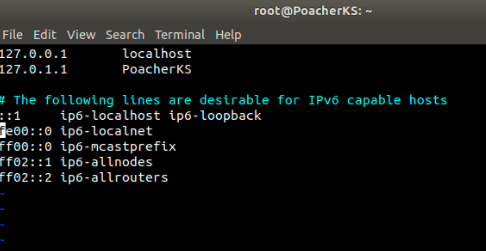 root@PoacherKS: ~
File Edit View Search Terminal Help
127.0.0.1 localhost
127.0.1.1 PoacherKS
# The following lines are desirable for IPv6 capable hosts
::1 ip6-localhost ip6-loopback
fe00::0 ip6-localnet
ff00::0 ip6-mcastprefix
ff02::1 ip6-allnodes
ff02::2 ip6-allrouters
~
~
~
~